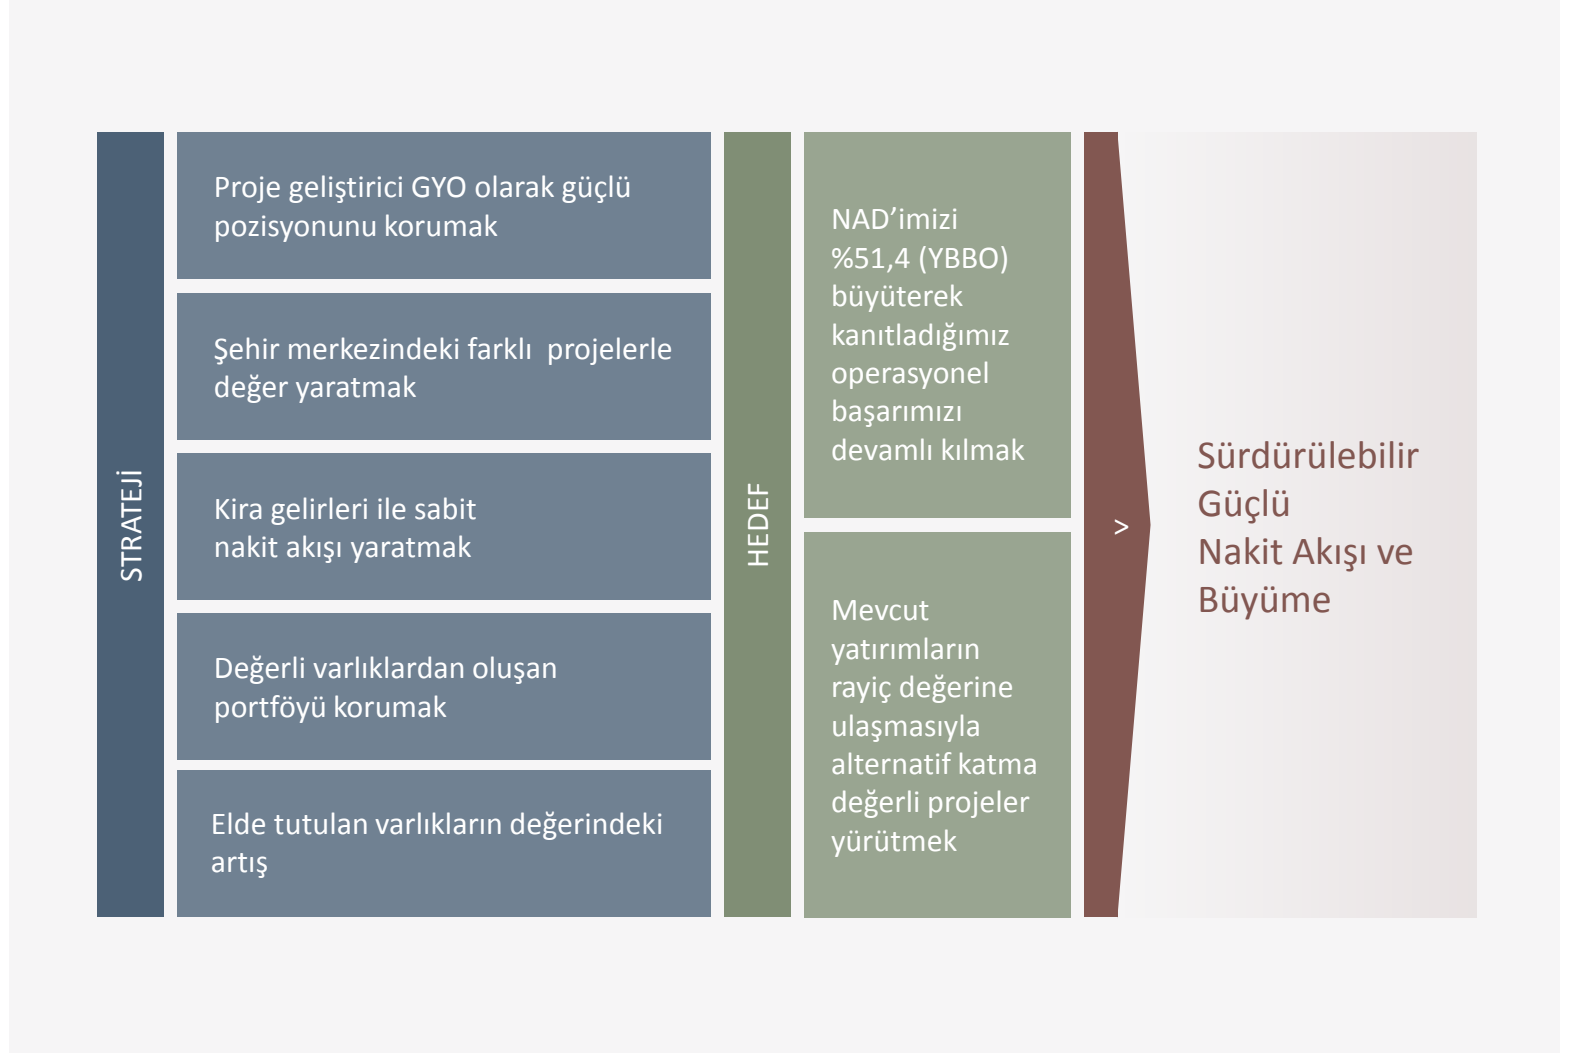 STRATEJİ
Proje geliştirici GYO olarak güçlü
pozisyonunu korumak
Şehir merkezindeki farklı  projelerle
değer yaratmak
Kira gelirleri ile sabit
nakit akışı yaratmak
Değerli varlıklardan oluşan
portföyü korumak
Elde tutulan varlıkların değerindeki
artış
HEDEF
NAD’imizi
%51,4 (YBBO)
büyüterek
kanıtladığımız
operasyonel
başarımızı
devamlı kılmak
Mevcut
yatırımların
rayiç değerine
ulaşmasıyla
alternatif katma
değerli projeler
yürütmek
>
Sürdürülebilir
Güçlü
Nakit Akışı ve
Büyüme